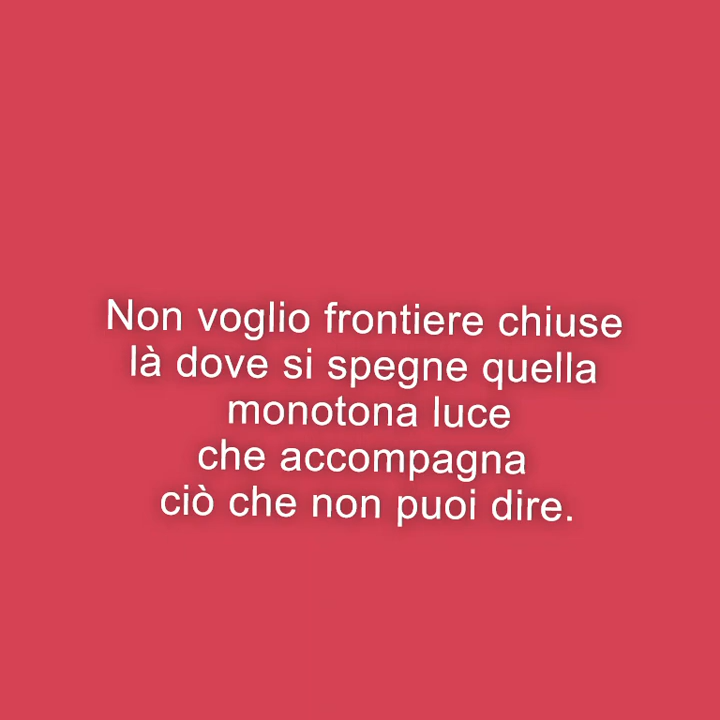 Non voglio frontiere chiuse
là dove si spegne quella
monotona luce
che accompagna
ciò che non puoi dire.